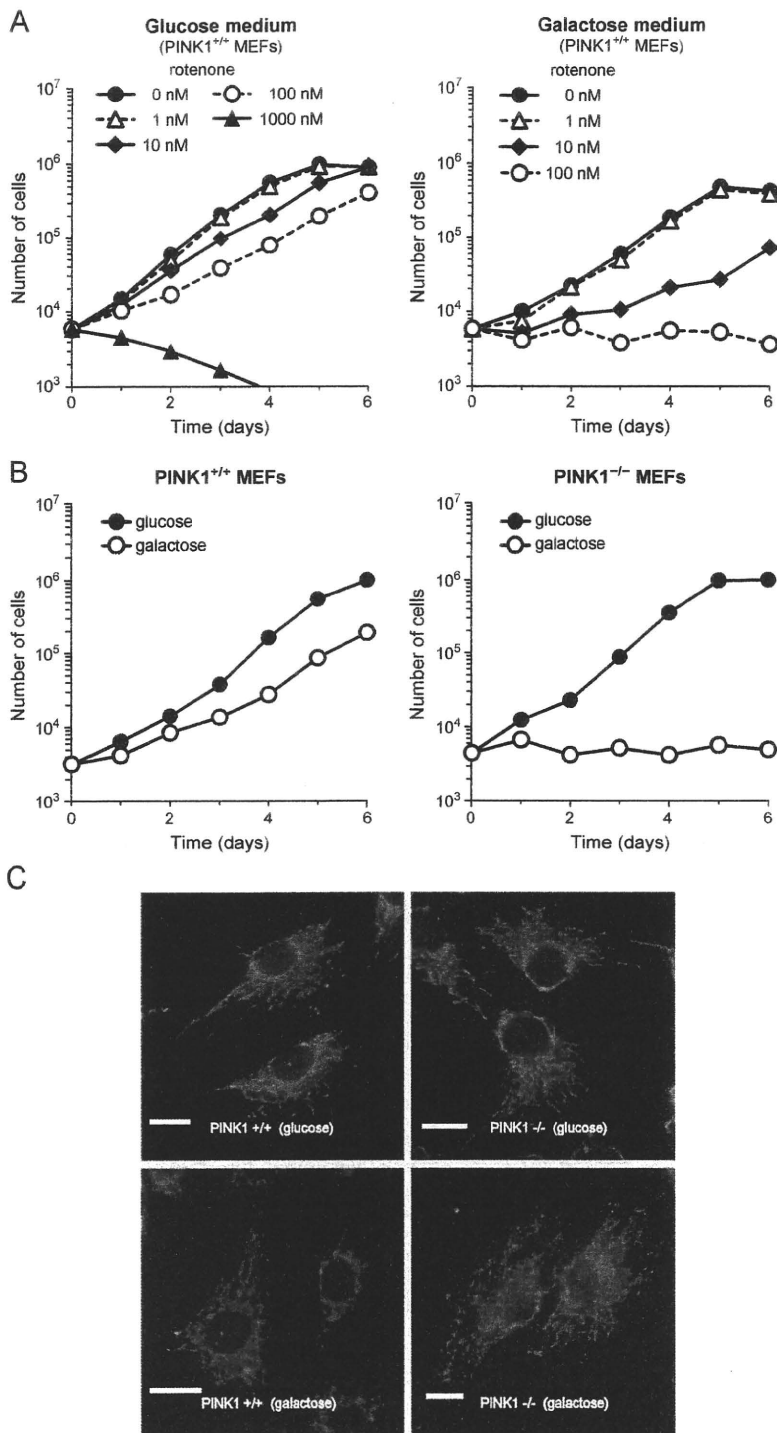 A
Glucose medium
(PINK1+/+ MEFs)
rotenone
0 nM
1 nM
10 nM
100 nM
1000 nM
Number of cells
10⁷
10⁶
10⁵
10⁴
10³
0
2
4
6
Time (days)
Galactose medium
(PINK1+/+ MEFs)
rotenone
0 nM
1 nM
10 nM
100 nM
Number of cells
10⁷
10⁶
10⁵
10⁴
10³
0
2
4
6
Time (days)
B
PINK1+/+ MEFs
glucose
galactose
Number of cells
10⁷
10⁶
10⁵
10⁴
10³
0
2
4
6
Time (days)
PINK1–/– MEFs
glucose
galactose
Number of cells
10⁷
10⁶
10⁵
10⁴
10³
0
2
4
6
Time (days)
C
PINK1 +/+ (glucose)
PINK1 -/- (glucose)
PINK1 +/+ (galactose)
PINK1 -/- (galactose)